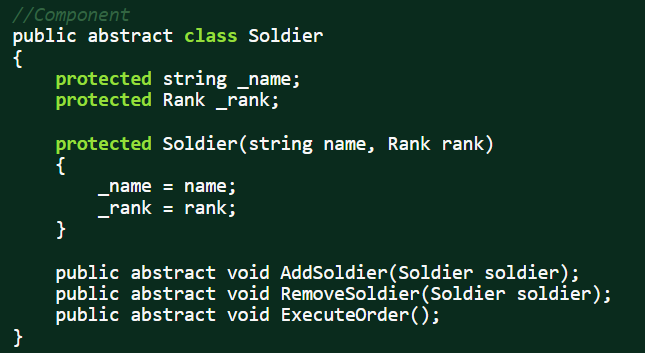 //Component
public abstract class Soldier
{
    protected string _name;
    protected Rank _rank;

    protected Soldier(string name, Rank rank)
    {
        _name = name;
        _rank = rank;
    }

    public abstract void AddSoldier(Soldier soldier);
    public abstract void RemoveSoldier(Soldier soldier);
    public abstract void ExecuteOrder();
}